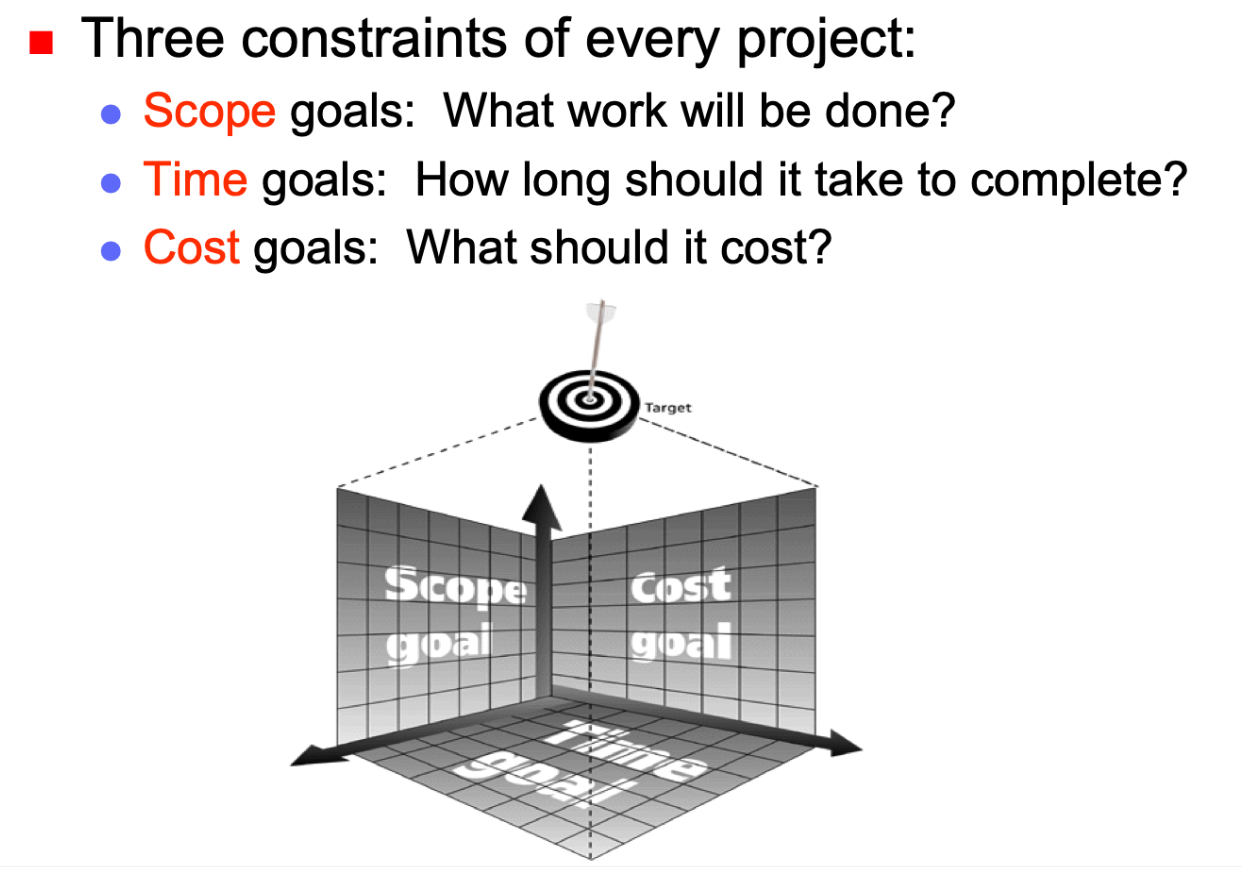 Three constraints of every project:
Scope goals: What work will be done?
Time goals: How long should it take to complete?
Cost goals: What should it cost?
Target
Scope
goal
Cost
goal
Time
goal